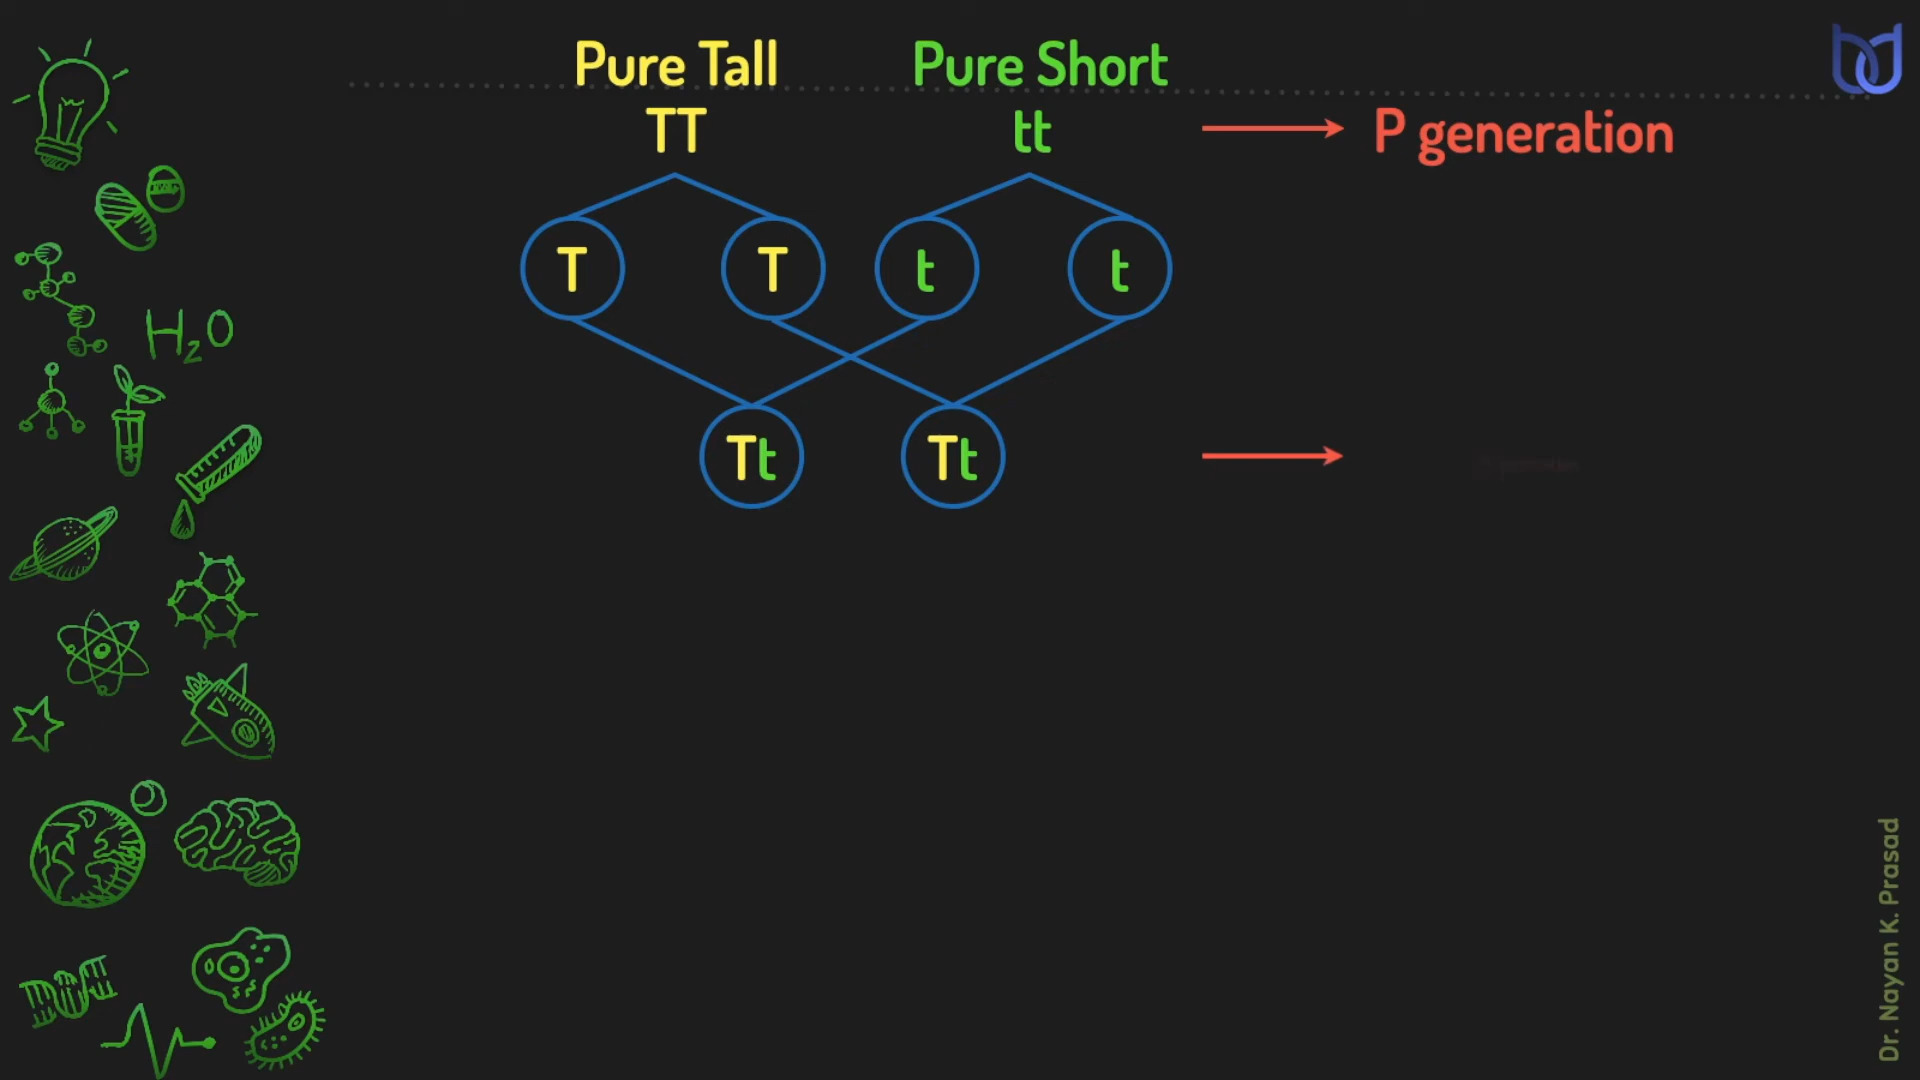 Pure Tall Pure Short
TT tt P generation
T T t t
Tt Tt
H₂O
Dr. Nayan K. Prasad